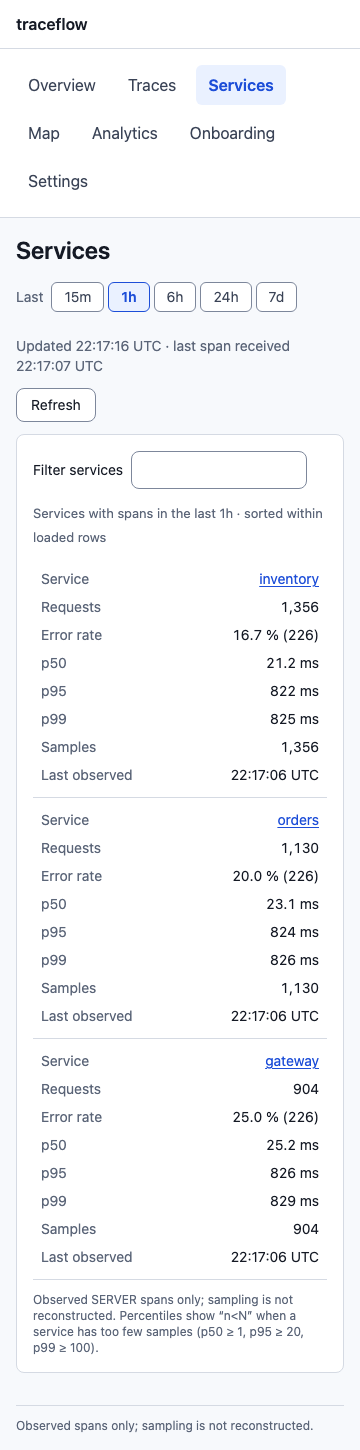 traceflow
Overview Traces Services
Map Analytics Onboarding
Settings
Services
Last 15m 1h 6h 24h 7d
Updated 22:17:16 UTC · last span received
22:17:07 UTC
Refresh
Filter services
Services with spans in the last 1h · sorted within
loaded rows
Service inventory
Requests 1,356
Error rate 16.7 % (226)
p50 21.2 ms
p95 822 ms
p99 825 ms
Samples 1,356
Last observed 22:17:06 UTC
Service orders
Requests 1,130
Error rate 20.0 % (226)
p50 23.1 ms
p95 824 ms
p99 826 ms
Samples 1,130
Last observed 22:17:06 UTC
Service gateway
Requests 904
Error rate 25.0 % (226)
p50 25.2 ms
p95 826 ms
p99 829 ms
Samples 904
Last observed 22:17:06 UTC
Observed SERVER spans only; sampling is not
reconstructed. Percentiles show “n<N” when a
service has too few samples (p50 ≥ 1, p95 ≥ 20,
p99 ≥ 100).
Observed spans only; sampling is not reconstructed.